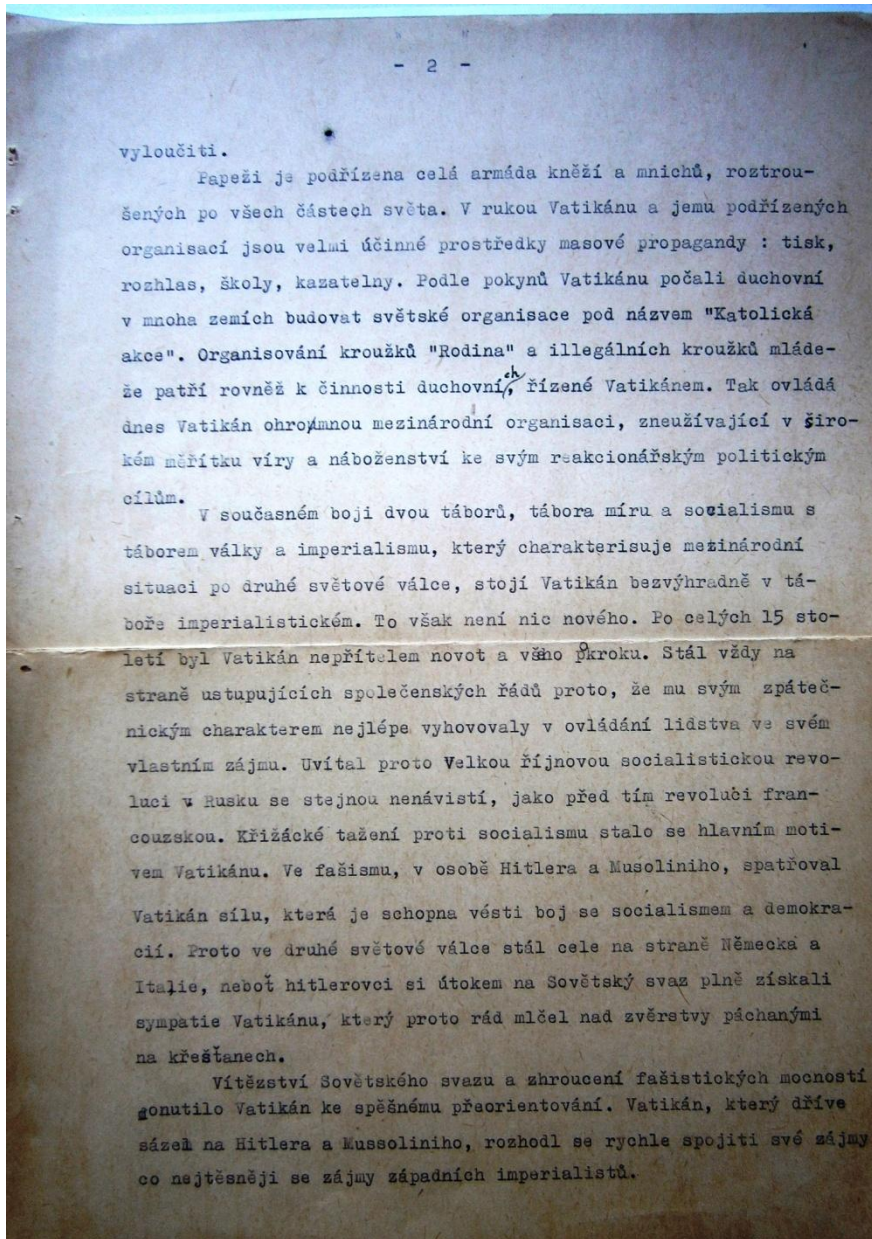 - 2 -
vyloučiti.
Papeži je podřízena celá armáda kněží a mnichů, roztrou-
šených po všech částech světa. V rukou Vatikánu a jemu podřízených
organisací jsou velmi účinné prostředky masové propagandy : tisk,
rozhlas, školy, kazatelny. Podle pokynů Vatikánu počali duchovní
v mnoha zemích budovat světské organisace pod názvem "Katolická
akce". Organisování kroužků "Rodina" a illegálních kroužků mláde-
že patří rovněž k činnosti duchovních, řízené Vatikánem. Tak ovládá
dnes Vatikán ohromnou mezinárodní organisaci, zneužívající v širo-
kém měřítku víry a náboženství ke svým reakcionářským politickým
cílům.
V současném boji dvou táborů, tábora míru a socialismu s
táborem války a imperialismu, který charakterisuje mezinárodní
situaci po druhé světové válce, stojí Vatikán bezvýhradně v tá-
boře imperialistickém. To však není nic nového. Po celých 15 sto-
letí byl Vatikán nepřítelem novot a všeho pokroku. Stál vždy na
straně ustupujících společenských řádů proto, že mu svým zpáteč-
nickým charakterem nejlépe vyhovovaly v ovládání lidstva ve svém
vlastním zájmu. Uvítal proto Velkou říjnovou socialistickou revo-
luci v Rusku se stejnou nenávistí, jako před tím revoluci fran-
couzskou. Křižácké tažení proti socialismu stalo se hlavním moti-
vem Vatikánu. Ve fašismu, v osobě Hitlera a Musoliniho, spatřoval
Vatikán sílu, která je schopna vésti boj se socialismem a demokra-
cií. Proto ve druhé světové válce stál cele na straně Německa a
Italie, neboť hitlerovci si útokem na Sovětský svaz plně získali
sympatie Vatikánu, který proto rád mlčel nad zvěrstvy páchanými
na křesťanech.
Vítězství Sovětského svazu a zhroucení fašistických mocností
donutilo Vatikán ke spěšnému přeorientování. Vatikán, který dříve
sázel na Hitlera a Mussoliniho, rozhodl se rychle spojiti své zájmy
co nejtěsněji se zájmy západních imperialistů.